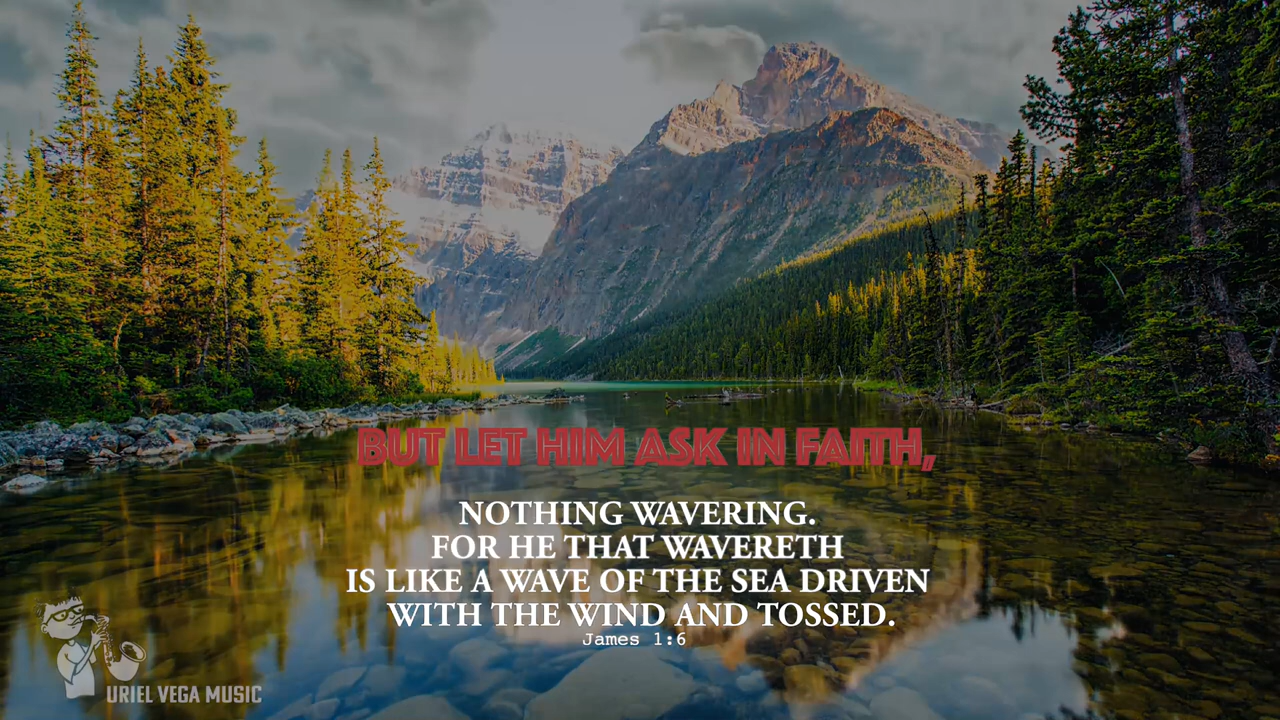 BUT LET HIM ASK IN FAITH,
NOTHING WAVERING.
FOR HE THAT WAVERETH
IS LIKE A WAVE OF THE SEA DRIVEN
WITH THE WIND AND TOSSED.
James 1:6
URIEL VEGA MUSIC